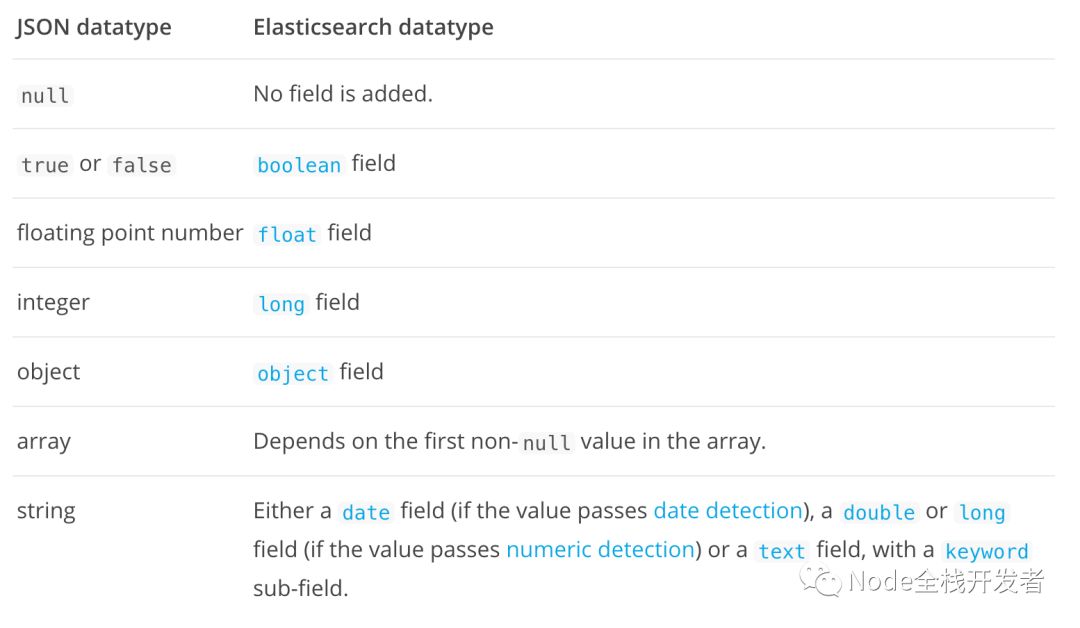 JSON datatype Elasticsearch datatype
null No field is added.
true or false boolean field
floating point number float field
integer long field
object object field
array Depends on the first non-null value in the array.
string Either a date field (if the value passes date detection), a double or long
field (if the value passes numeric detection) or a text field, with a keyword
sub-field.
Node全栈开发者